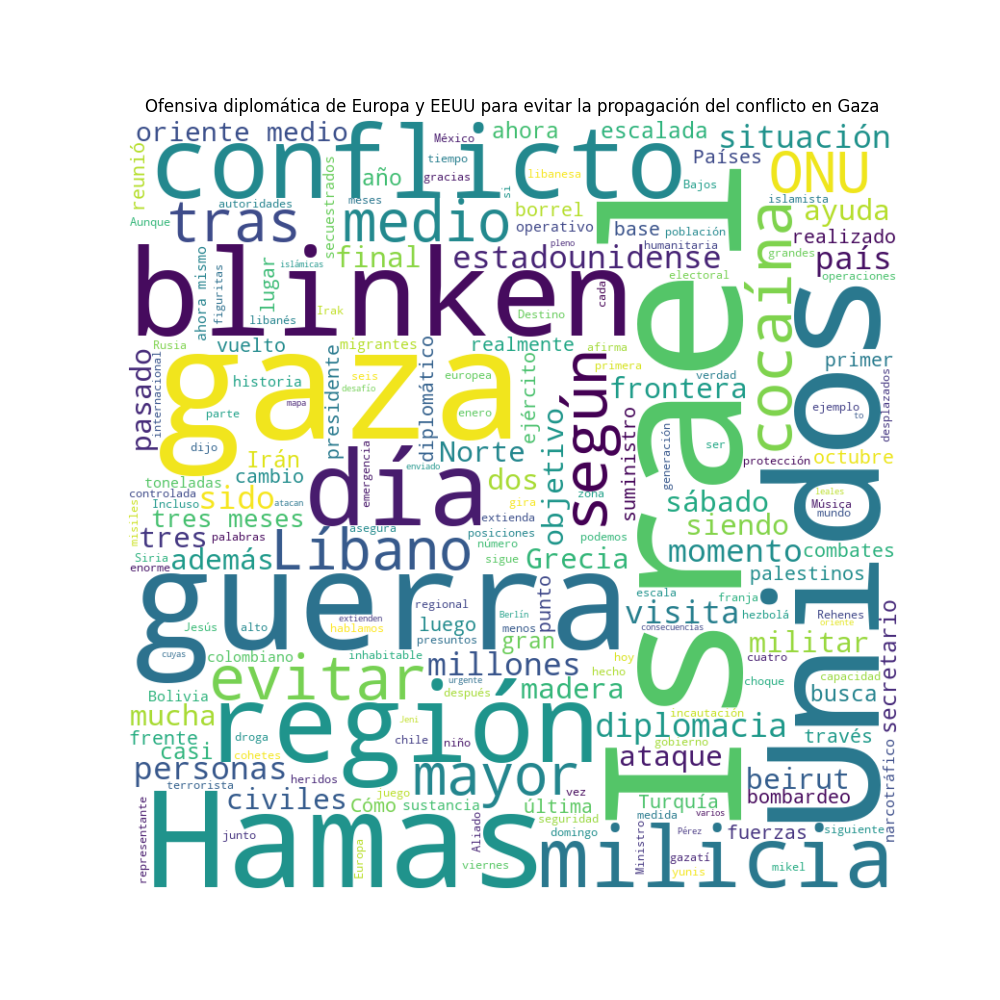 Ofensiva diplomática de Europa y EEUU para evitar la propagación del conflicto en Gaza
oriente medio
conflicto
México
tiempo
gracias
ahora
escalada
libanesa
Países
Bajos
situación
ONU
islamista
reunió
Aunque
autoridades
secuestrados
año
meses
si
tras
medio
borrel
operativo
pleno
base
población
humanitaria
ayuda
realizado
grandes
país
operaciones
final
estadounidense
islámicas
ahora mismo
figuritas
lugar
libanés
blinken
Irak
Destino
cada
electoral
Israel
cocaína
Unidos
Rusia
vuelto
migrantes
realmente
afirma
primera
verdad
primer
pasado
internacional
historia
presidente
seis
desafío
diplomático
europea
enero
ejército
según
frontera
ejemplo
to
desplazados
parte
mapa
gaza
dijo
Irán
cambio
emergencia
enviado
Norte
objetivo
suministro
generación
ser
protección
octubre
toneladas
controlada
Incluso
atacan
sido
día
dos
gira
zona
sábado
leales
Música
mundo
misiles
tres meses
tres
palabras
asegura
extienda
posiciones
número
podemos
siendo
Siria
enorme
además
Líbano
sigue
Grecia
momento
combates
palestinos
guerra
regional
extienden
Berlín
menos
punto
escala
franja
hezbolá
Rehenes
oriente
Jesús
alto
hablamos
luego
presuntos
gran
visita
consecuencias
militar
secretario
cuyas
colombiano
inhabitable
millones
hoy
hecho
cuatro
Bolivia
evitar
urgente
después
madera
choque
capacidad
busca
mucha
región
Jeni
incautación
diplomacia
través
frente
casi
droga
cohetes
chile
niño
gobierno
ataque
personas
terrorista
heridos
mayor
beirut
narcotráfico
representante
civiles
juego
Cómo
sustancia
última
vez
seguridad
Turquía
medida
varios
bombardeo
junto
Hamas
Europa
Aliado
domingo
viernes
milicia
Ministro
Pérez
gazatí
yunis
fuerzas
mikel
siguiente